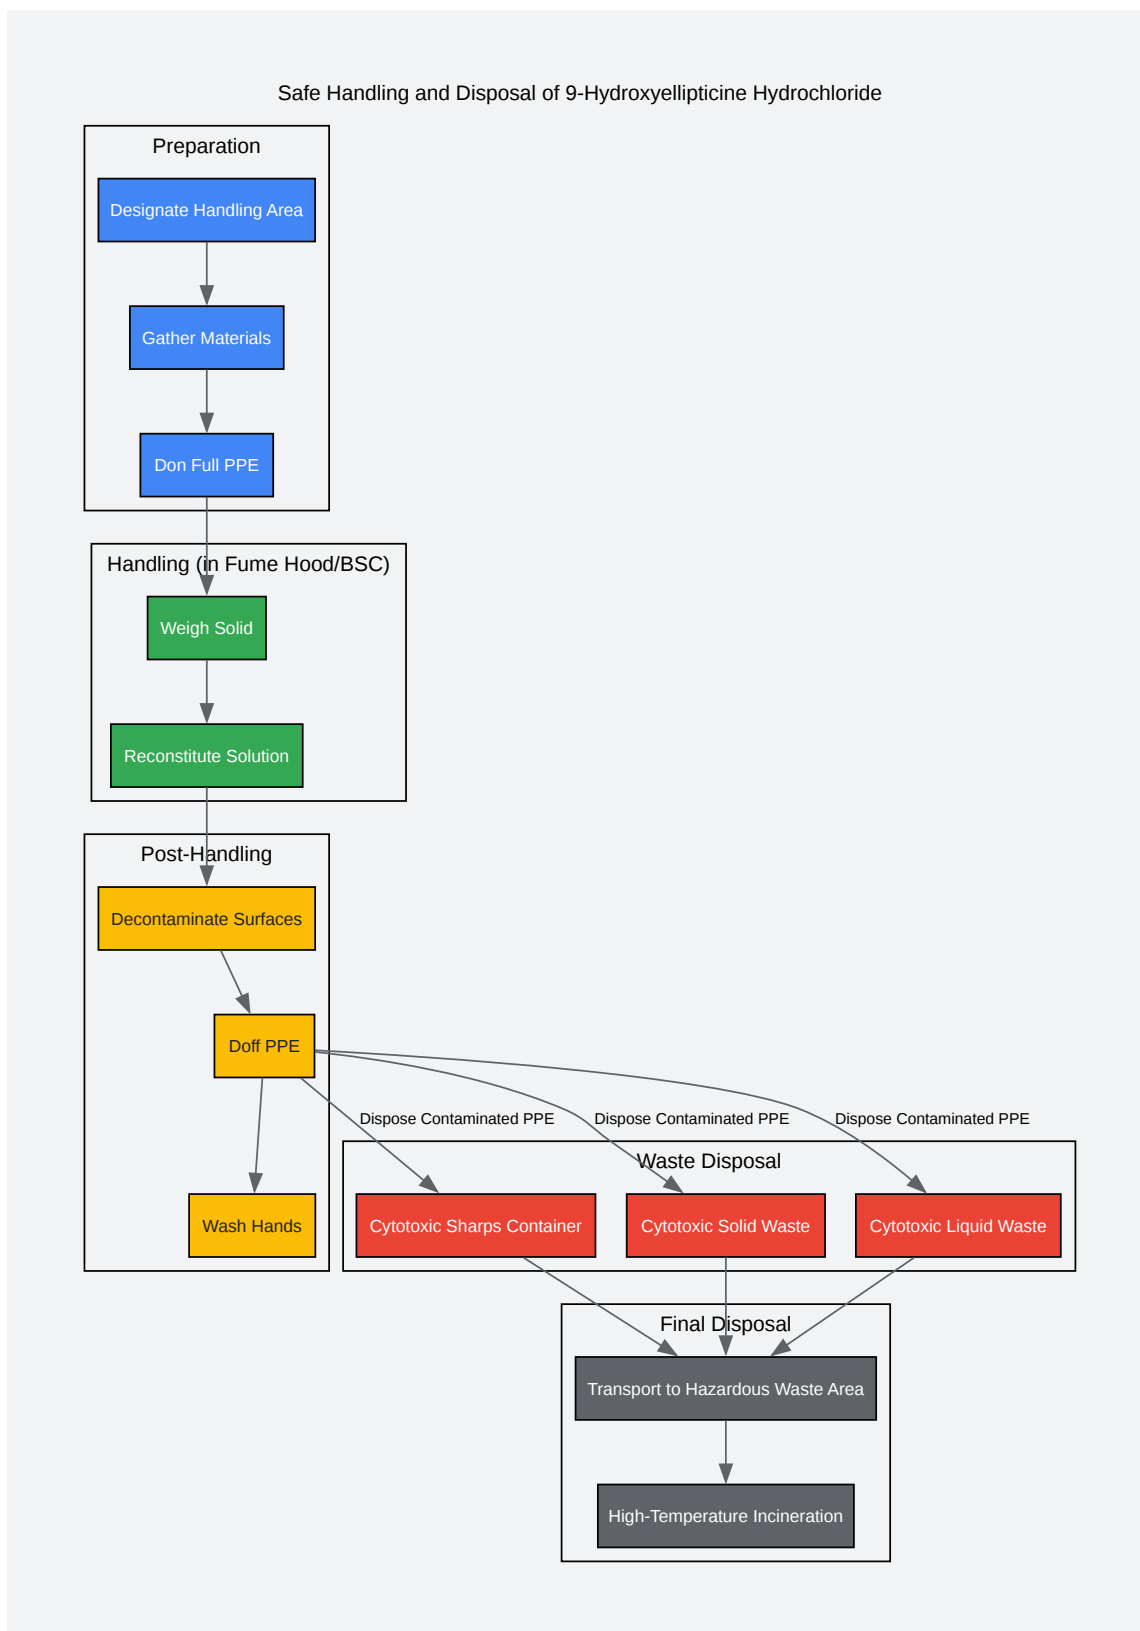 Safe Handling and Disposal of 9-Hydroxyellipticine Hydrochloride
Preparation
Designate Handling Area
Gather Materials
Don Full PPE
Handling (in Fume Hood/BSC)
Weigh Solid
Reconstitute Solution
Post-Handling
Decontaminate Surfaces
Doff PPE
Dispose Contaminated PPE
Dispose Contaminated PPE
Dispose Contaminated PPE
Wash Hands
Waste Disposal
Cytotoxic Sharps Container
Cytotoxic Solid Waste
Cytotoxic Liquid Waste
Final Disposal
Transport to Hazardous Waste Area
High-Temperature Incineration